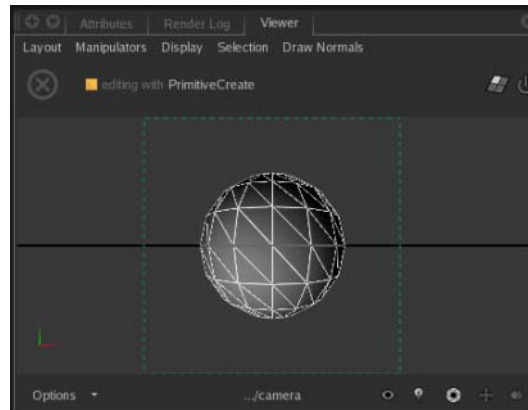 Attributes Render Log Viewer
Layout Manipulators Display Selection Draw Normals
editing with PrimitiveCreate
Options .../camera